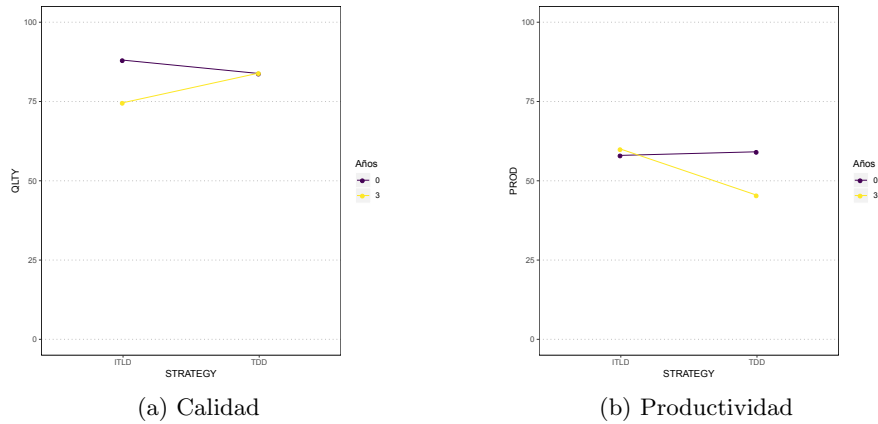 100
75
50
25
0
QLTY
ITLD
TDD
STRATEGY
Años
0
3
(a) Calidad
100
75
50
25
0
PROD
ITLD
TDD
STRATEGY
Años
0
3
(b) Productividad